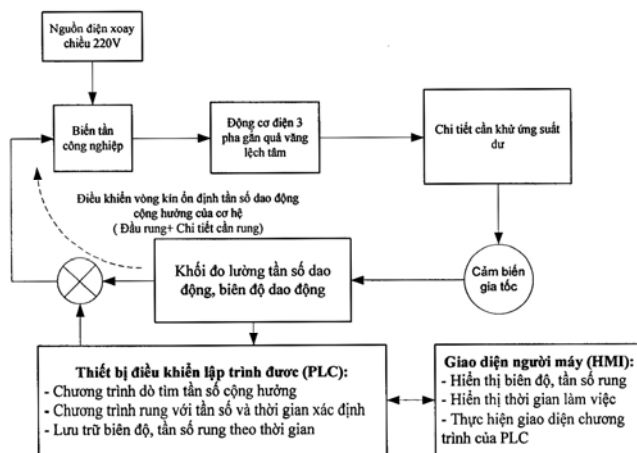 Nguồn điện xoay
chiều 220V
Biến tần
công nghiệp
Động cơ điện 3
pha gắn quả văng
lệch tâm
Chi tiết cần khử ứng suất
dư
Điều khiển vòng kín ổn định tần số dao động
cộng hưởng của cơ hệ
( Đầu rung+ Chi tiết cần rung)
Khối đo lường tần số dao
động, biên độ dao động
Cảm biến
gia tốc
Thiết bị điều khiển lập trình được (PLC):
- Chương trình dò tìm tần số cộng hưởng
- Chương trình rung với tần số và thời gian xác định
- Lưu trữ biên độ, tần số rung theo thời gian
Giao diện người máy (HMI):
- Hiển thị biên độ, tần số rung
- Hiển thị thời gian làm việc
- Thực hiện giao diện chương
trình của PLC